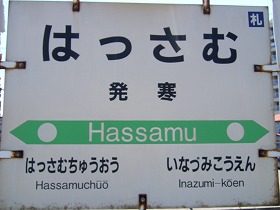 札
はっさむ
発寒
Hassamu
はっさむちゅうおう いなづみこうえん
Hassamuchūō Inazumi-kōen